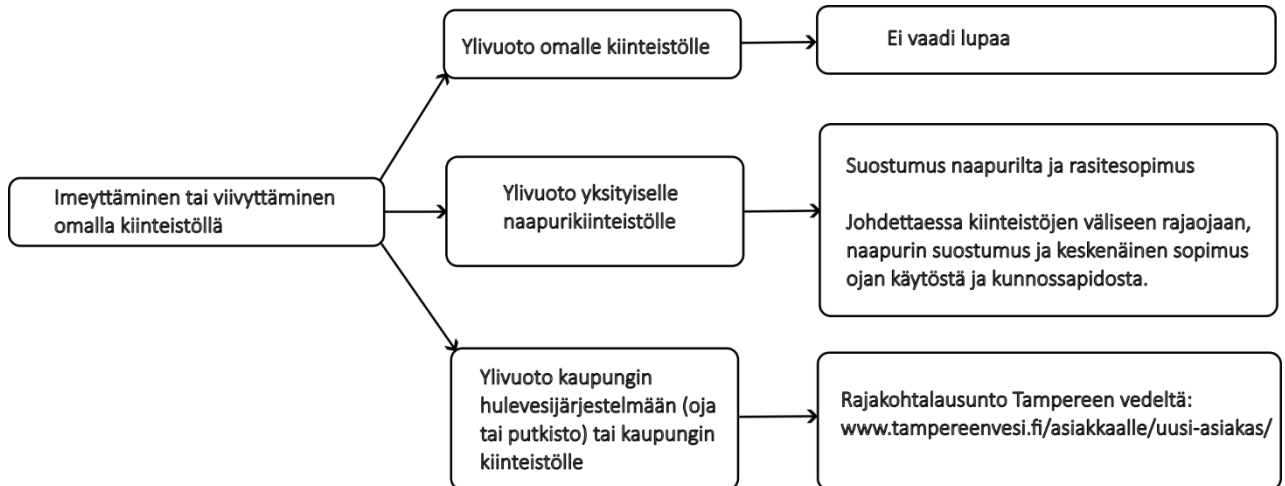 Imeyttäminen tai viivyttäminen
omalla kiinteistöllä
Ylivuoto omalle kiinteistölle
Ei vaadi lupaa
Ylivuoto yksityiselle
naapurikiinteistölle
Suostumus naapurilta ja rasitesopimus
Johdettaessa kiinteistöjen väliseen rajaojaan,
naapurin suostumus ja keskenäinen sopimus
ojan käytöstä ja kunnossapidosta.
Ylivuoto kaupungin
hulevesijärjestelmään (oja
tai putkisto) tai kaupungin
kiinteistölle
Rajakohtalausunto Tampereen vedeltä:
www.tampereenvesi.fi/asiakkaalle/uusi-asiakas/